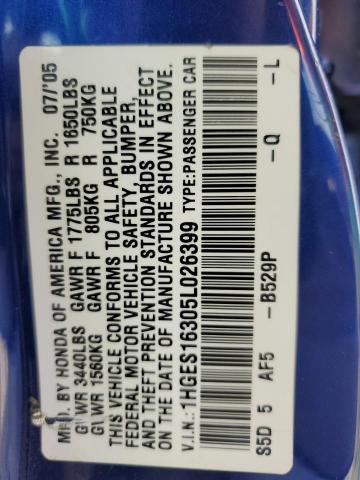 MFD. BY HONDA OF AMERICA MFG., INC. 07/'05
GVWR 3440LBS GAWR F 1775LBS R 1650LBS
GVWR 1560KG GAWR F 805KG R 750KG
THIS VEHICLE CONFORMS TO ALL APPLICABLE
FEDERAL MOTOR VEHICLE SAFETY, BUMPER,
AND THEFT PREVENTION STANDARDS IN EFFECT
ON THE DATE OF MANUFACTURE SHOWN ABOVE.
V.I.N.: 1HGES16305L026399 TYPE:PASSENGER CAR
S5D 5 AF5 -B529P -Q -L